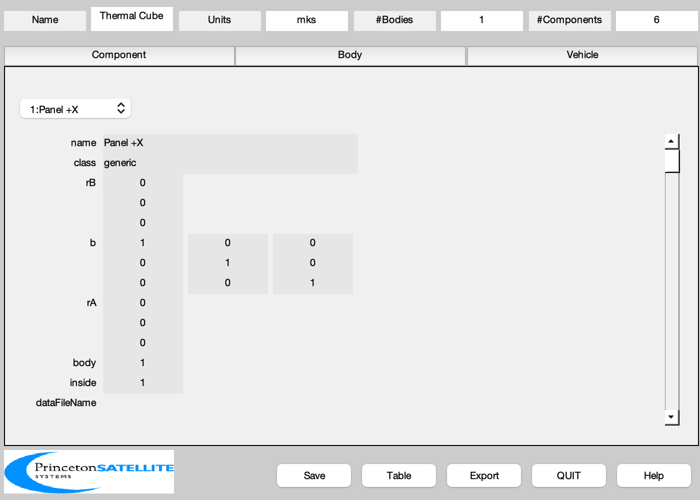 Name Thermal Cube Units mks #Bodies 1 #Components 6
Component Body Vehicle
1:Panel +X
name Panel +X
class generic
rB 0
0
0
b 1 0 0
0 1 0
0 0 1
rA 0
0
0
body 1
inside 1
dataFileName
PrincetonSATELLITE
SYSTEMS
Save Table Export QUIT Help